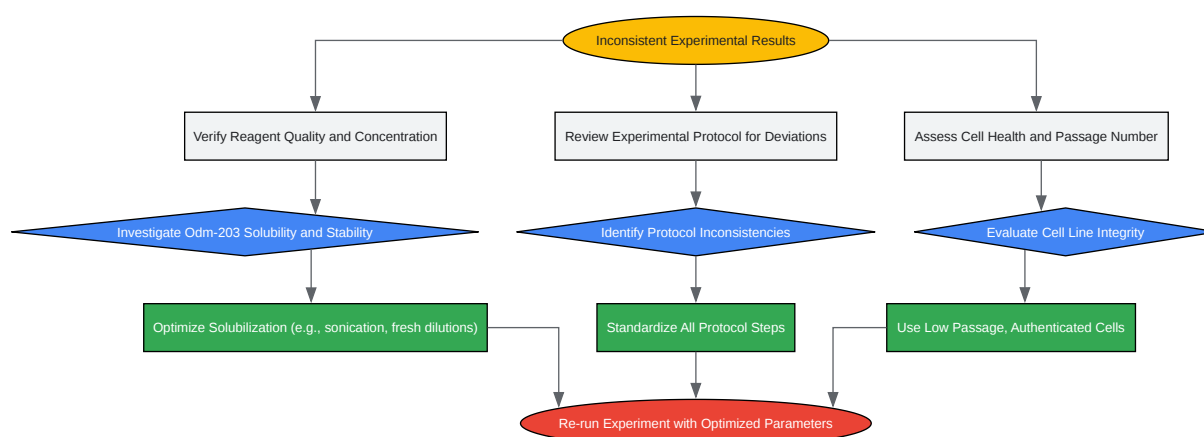 Inconsistent Experimental Results
Verify Reagent Quality and Concentration
Review Experimental Protocol for Deviations
Assess Cell Health and Passage Number
Investigate Odm-203 Solubility and Stability
Identify Protocol Inconsistencies
Evaluate Cell Line Integrity
Optimize Solubilization (e.g., sonication, fresh dilutions)
Standardize All Protocol Steps
Use Low Passage, Authenticated Cells
Re-run Experiment with Optimized Parameters